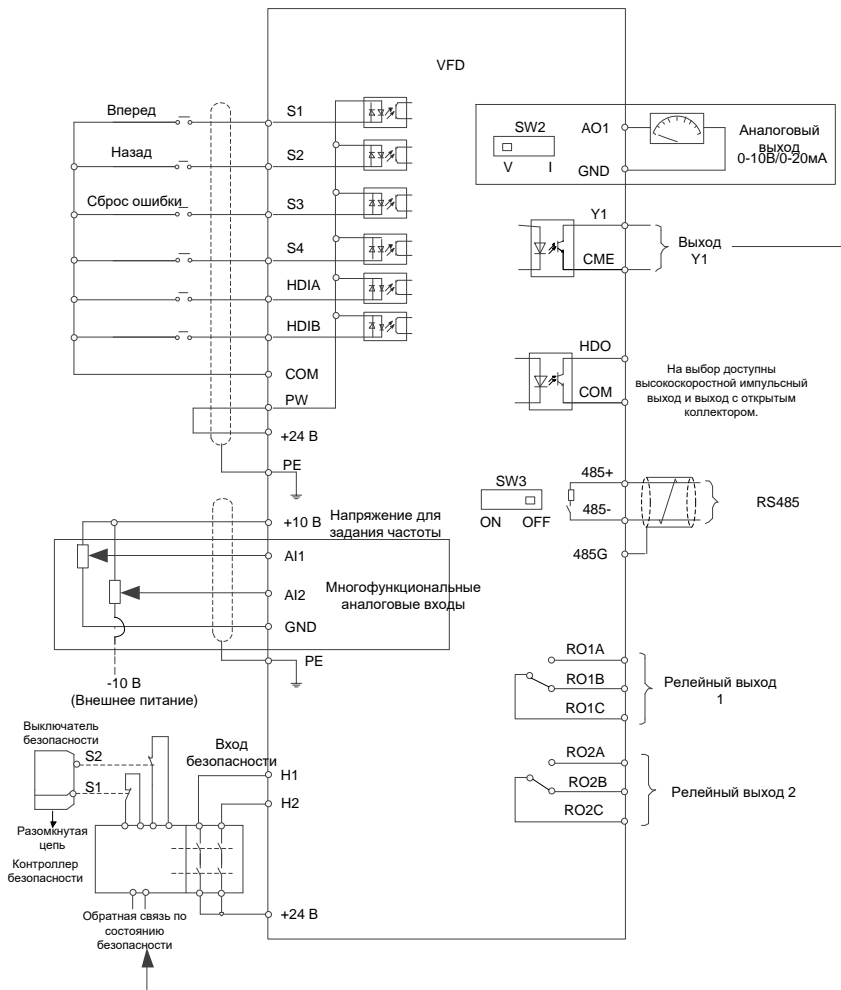 VFD
Вперед
S1
Назад
S2
Сброс ошибки
S3
S4
HDIA
HDIB
COM
PW
+24 В
PE
+10 В
Напряжение для
задания частоты
AI1
AI2
Многофункциональные
аналоговые входы
GND
PE
-10 В
(Внешнее питание)
Выключатель
безопасности
S2
S1
Разомкнутая
цепь
Контроллер
безопасности
Вход
безопасности
H1
H2
+24 В
Обратная связь по
состоянию
безопасности
SW2
V I
AO1
GND
Аналоговый
выход
0-10В/0-20мА
Y1
CME
Выход
Y1
HDO
COM
На выбор доступны
высокоскоростной импульсный
выход и выход с открытым
коллектором.
SW3
ON OFF
485+
485-
485G
RS485
RO1A
RO1B
RO1C
Релейный выход
1
RO2A
RO2B
RO2C
Релейный выход 2